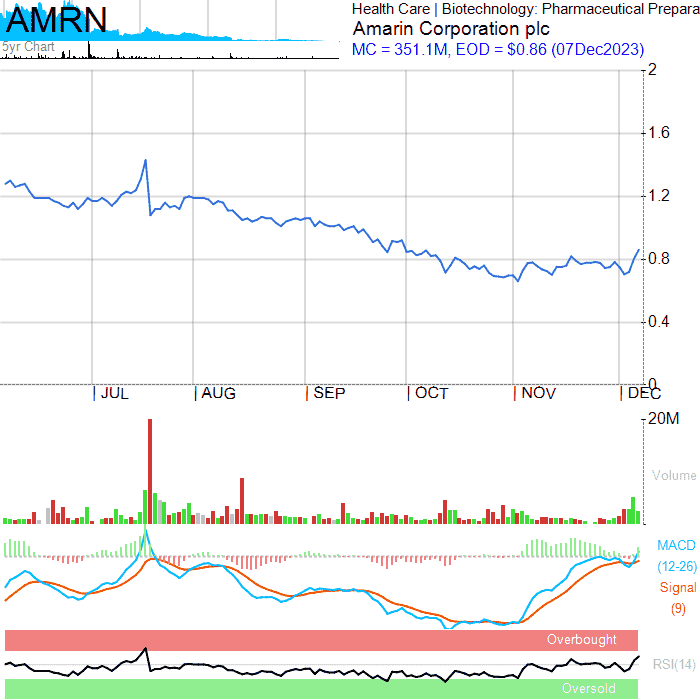 AMRN
5yr Chart
Health Care | Biotechnology: Pharmaceutical Prepara
Amarin Corporation plc
MC = 351.1M, EOD = $0.86 (07Dec2023)
2
1.6
1.2
0.8
0.4
0
JUL AUG SEP OCT NOV DEC
20M
Volume
MACD
(12-26)
Signal
(9)
Overbought
RSI(14)
Oversold